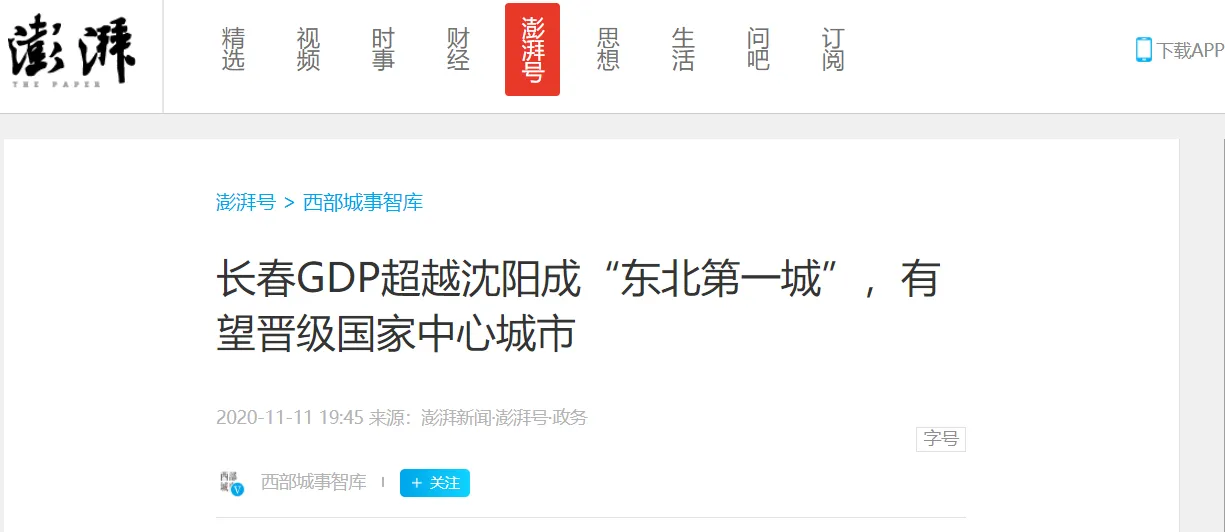 澎湃
THE PAPER
精选
视频
时事
财经
澎湃号
思想
生活
问吧
订阅
下载APP
澎湃号 > 西部城事智库
长春GDP超越沈阳成“东北第一城”，有
望晋级国家中心城市
2020-11-11 19:45 来源：澎湃新闻·澎湃号·政务
字号
西部
城事
V
西部城事智库
+ 关注